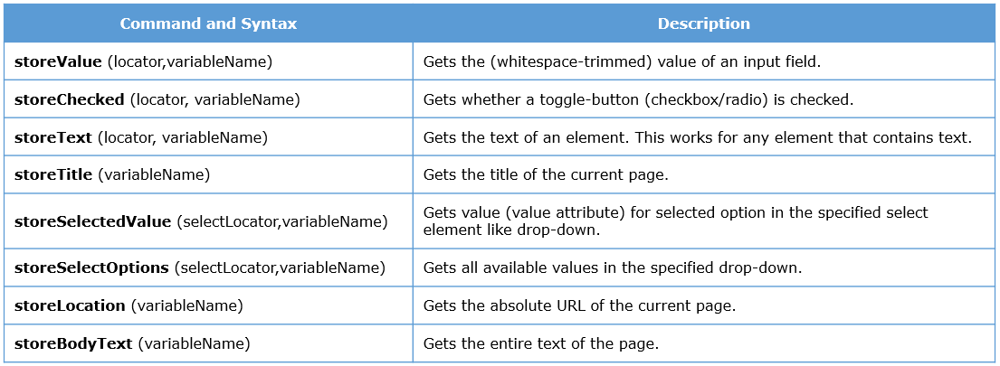 Command and Syntax Description
storeValue (locator,variableName) Gets the (whitespace-trimmed) value of an input field.
storeChecked (locator, variableName) Gets whether a toggle-button (checkbox/radio) is checked.
storeText (locator, variableName) Gets the text of an element. This works for any element that contains text.
storeTitle (variableName) Gets the title of the current page.
storeSelectedValue (selectLocator,variableName) Gets value (value attribute) for selected option in the specified select
element like drop-down.
storeSelectOptions (selectLocator,variableName) Gets all available values in the specified drop-down.
storeLocation (variableName) Gets the absolute URL of the current page.
storeBodyText (variableName) Gets the entire text of the page.